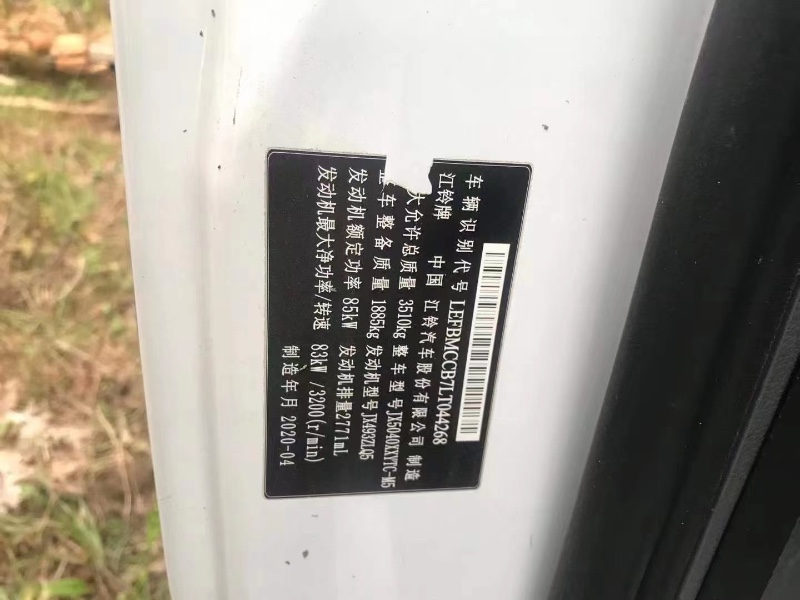 车辆识别代号 LEFBMCCB7LT044268
江铃牌 中国 江铃汽车股份有限公司 制造
大允许总质量 3510kg 整车型号 JX5040XXYTC-M5
整车整备质量 1885kg 发动机型号 JX493ZLQ5
发动机额定功率 85kW 发动机排量 2771mL
发动机最大净功率/转速 83kW /3200(r/min)
制造年月 2020-04